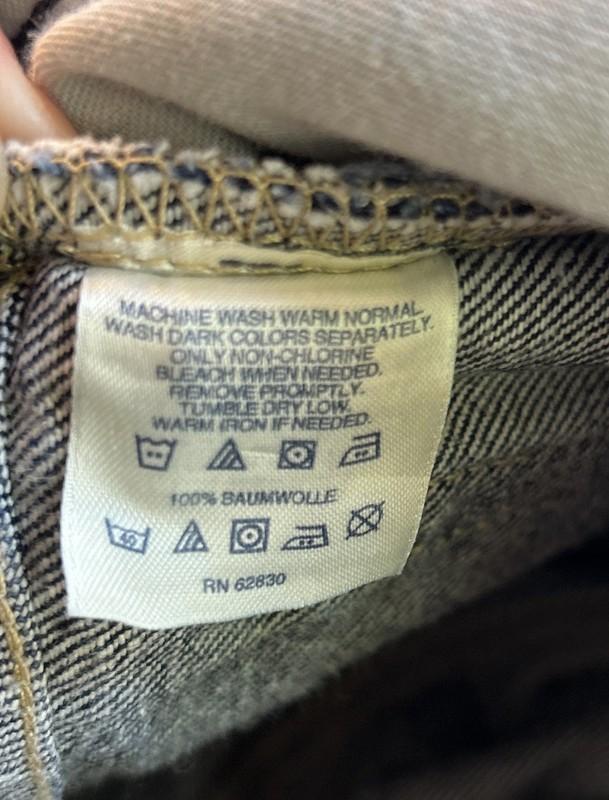 MACHINE WASH WARM NORMAL.
WASH DARK COLORS SEPARATELY.
ONLY NON-CHLORINE
BLEACH WHEN NEEDED.
REMOVE PROMPTLY.
TUMBLE DRY LOW.
WARM IRON IF NEEDED.
100% BAUMWOLLE
40
RN 62830